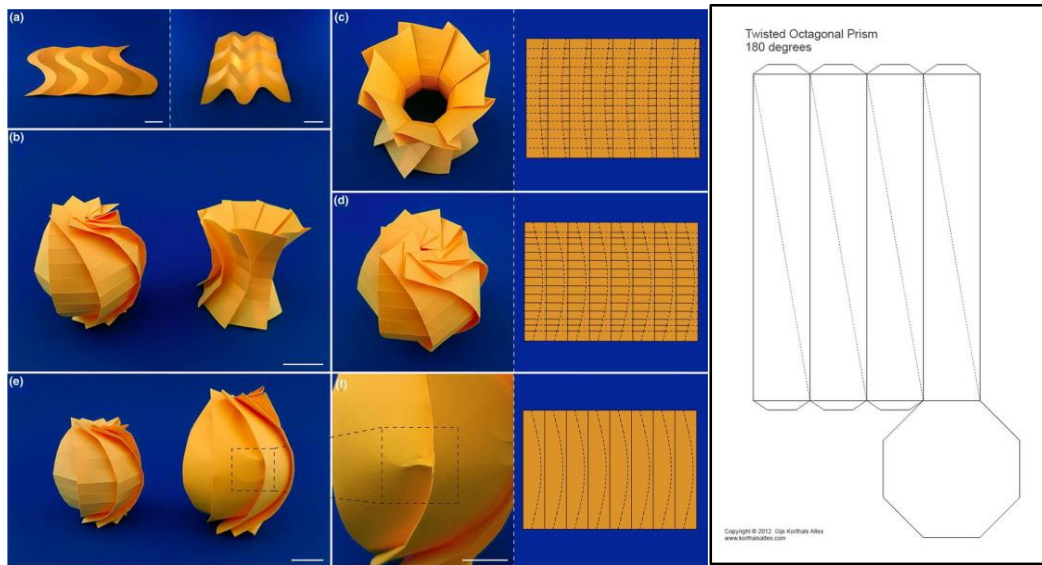 (a)
(b)
(c)
(d)
(e)
(f)
Twisted Octagonal Prism
180 degrees
Copyright © 2012 Gijs Korthals Altes
www.korthalsaltes.com